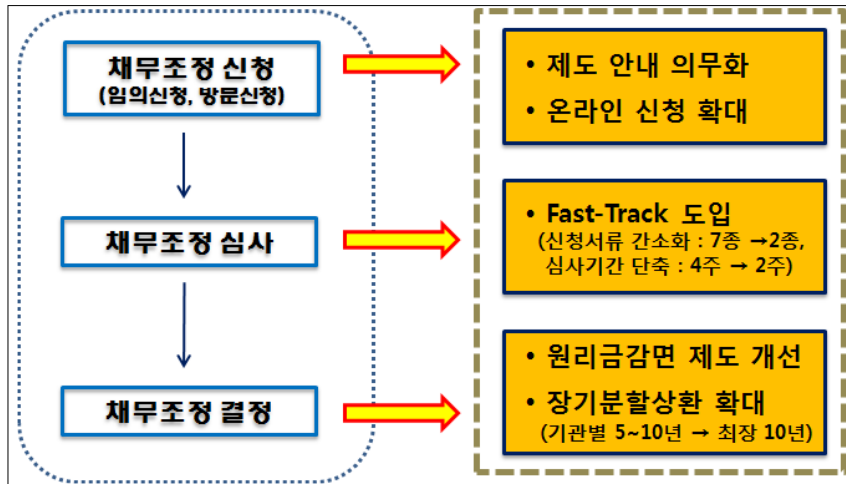 채무조정 신청
(임의신청, 방문신청)
• 제도 안내 의무화
• 온라인 신청 확대
채무조정 심사
• Fast-Track 도입
(신청서류 간소화 : 7종 →2종,
심사기간 단축 : 4주 → 2주)
채무조정 결정
• 원리금감면 제도 개선
• 장기분할상환 확대
(기관별 5~10년 → 최장 10년)